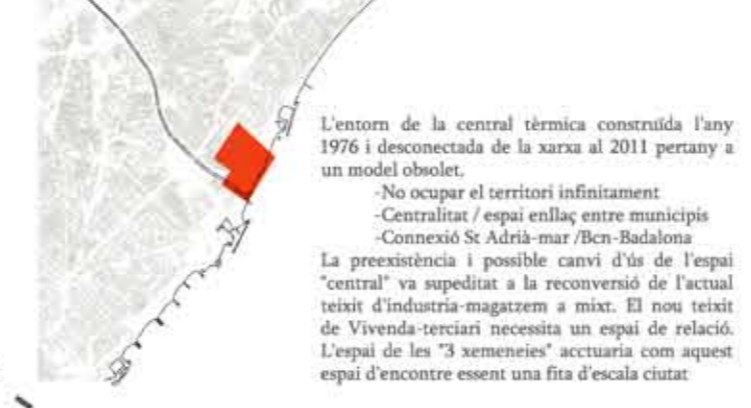 L'entorn de la central tèrmica construïda l'any
1976 i desconectada de la xarxa al 2011 pertany a
un model obsolet.
-No ocupar el territori infinitament
-Centralitat / espai enllaç entre municipis
-Connexió St Adrià-mar /Bcn-Badalona
La preexistència i possible canvi d'ús de l'espai
"central" va supeditat a la reconversió de l'actual
teixit d'industria-magatzem a mixt. El nou teixit
de Vivenda-terciari necessita un espai de relació.
L'espai de les "3 xemeneies" acctuaria com aquest
espai d'encontre essent una fita d'escala ciutat